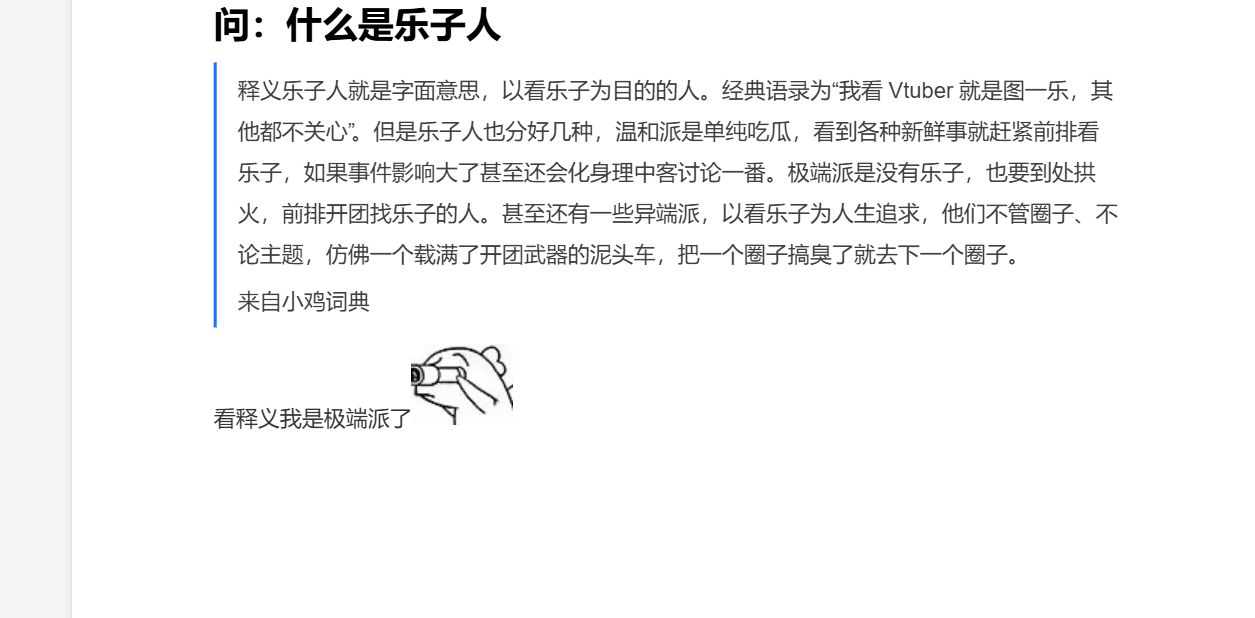 问：什么是乐子人
释义乐子人就是字面意思，以看乐子为目的的人。经典语录为“我看 Vtuber 就是图一乐，其
他都不关心”。但是乐子人也分好几种，温和派是单纯吃瓜，看到各种新鲜事就赶紧前排看
乐子，如果事件影响大了甚至还会化身理中客讨论一番。极端派是没有乐子，也要到处拱
火，前排开团找乐子的人。甚至还有一些异端派，以看乐子为人生追求，他们不管圈子、不
论主题，仿佛一个载满了开团武器的泥头车，把一个圈子搞臭了就去下一个圈子。
来自小鸡词典
看释义我是极端派了